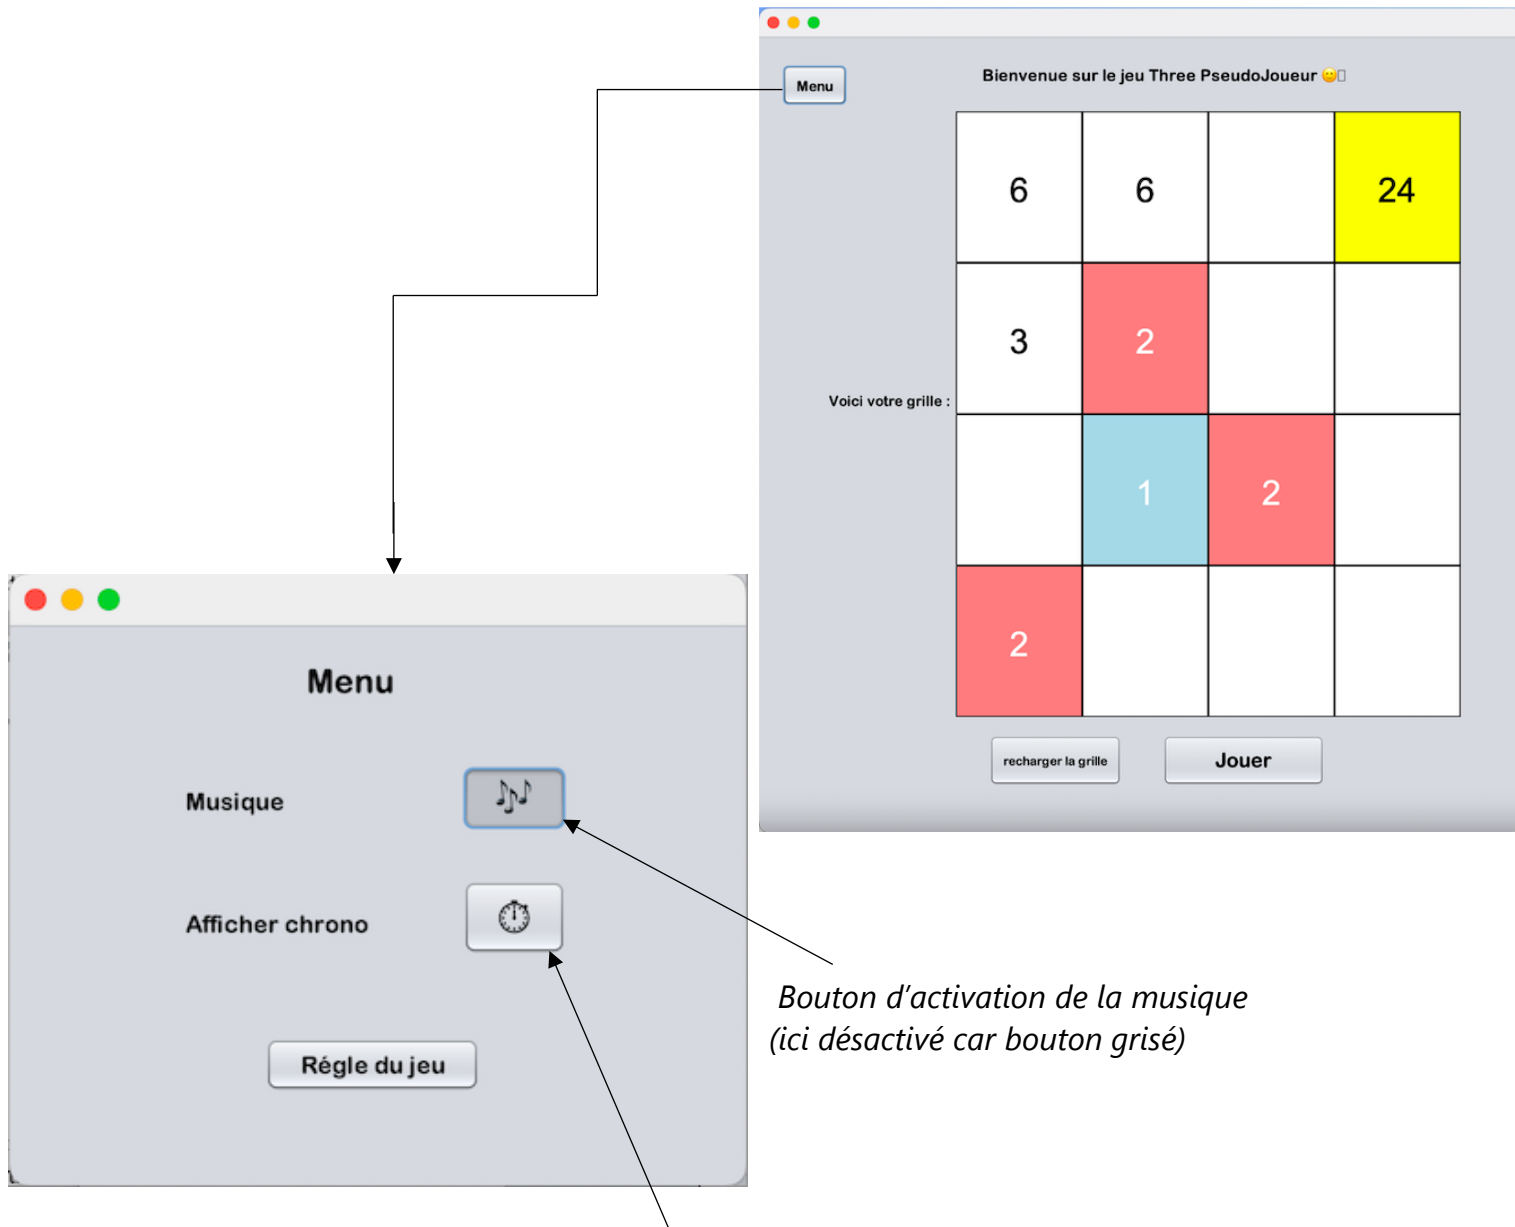 Menu
Bienvenue sur le jeu Three PseudoJoueur 😀
6 6 24
3 2
Voici votre grille :
1 2
2
recharger la grille Jouer
Menu
Musique
Afficher chrono
Régle du jeu
Bouton d'activation de la musique
(ici désactivé car bouton grisé)